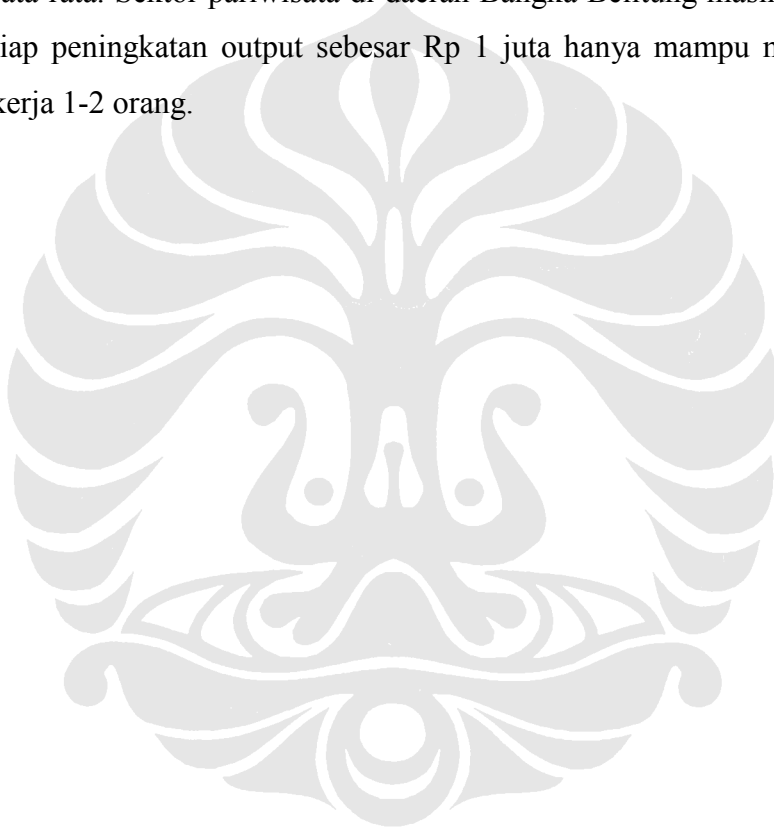 rata-rata. Sektor pariwisata di daerah Bangka Belitung masih
iap peningkatan output sebesar Rp 1 juta hanya mampu
kerja 1-2 orang.